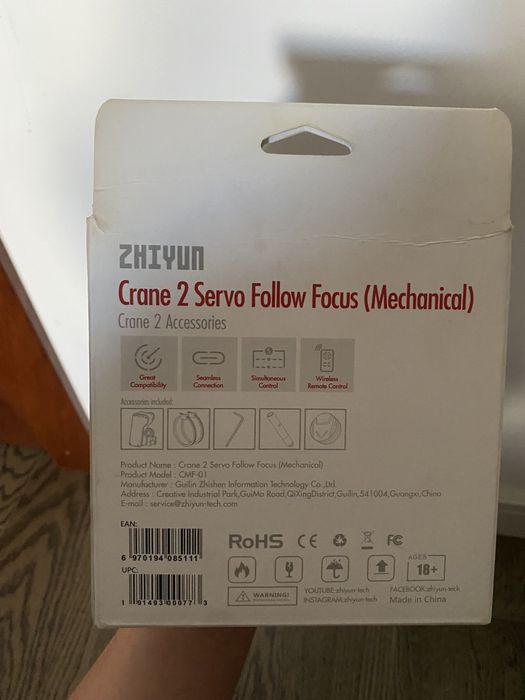 ZHIYUN
Crane 2 Servo Follow Focus (Mechanical)
Crane 2 Accessories
Great Compatibility
Seamless Connection
Simultaneous Control
Wireless Remote Control
Accessories included:
Product Name : Crane 2 Servo Follow Focus (Mechanical)
Product Model : CMF-01
Manufacturer : Guilin Zhishen Information Technology Co.,Ltd.
Address : Creative Industrial Park,GuiMo Road,QiXingDistrict,Guilin,541004,Guangxi,China
E-mail : service@zhiyun-tech.com
EAN:
6 970194 085111
RoHS CE FC
UPC:
1 91493 00077 3
AGES
18+
WARNING!
YOUTUBE:zhiyun-tech
FACEBOOK:zhiyun-tech
INSTAGRAM:zhiyun-tech
Made in China